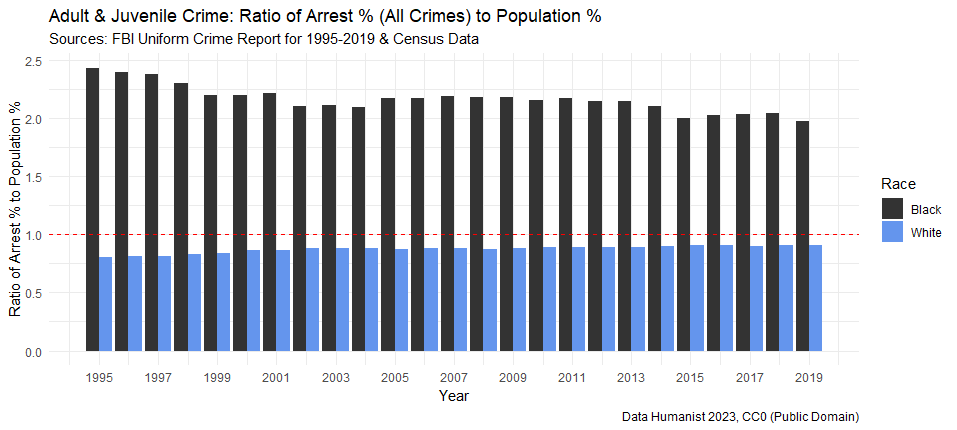 Adult & Juvenile Crime: Ratio of Arrest % (All Crimes) to Population %
Sources: FBI Uniform Crime Report for 1995-2019 & Census Data
Ratio of Arrest % to Population %
2.5
2.0
1.5
1.0
0.5
0.0
1995 1997 1999 2001 2003 2005 2007 2009 2011 2013 2015 2017 2019
Year
Race
Black
White
Data Humanist 2023, CC0 (Public Domain)